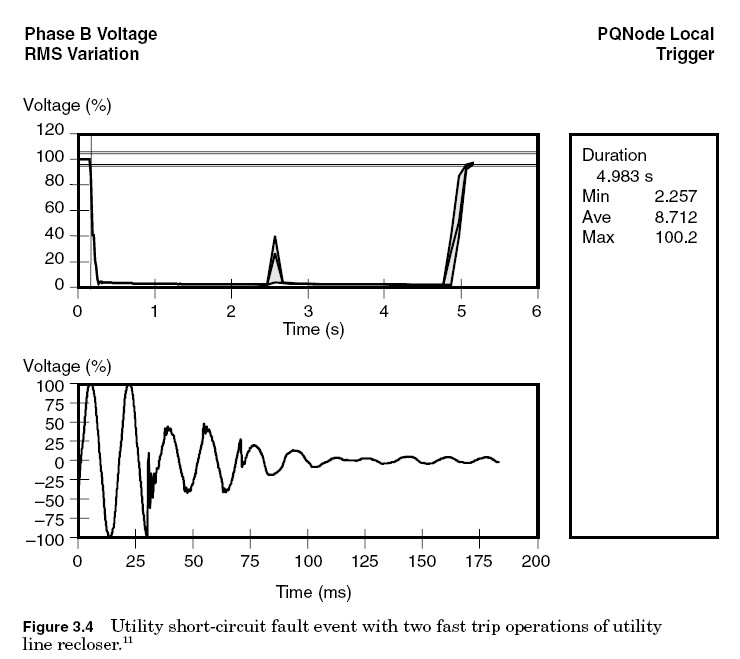 Phase B Voltage
RMS Variation
PQNode Local
Trigger
Voltage (%)
120
100
80
60
40
20
0
0 1 2 3 4 5 6
Time (s)
Duration
4.983 s
Min 2.257
Ave 8.712
Max 100.2
Voltage (%)
100
75
50
25
0
−25
−50
−75
−100
0 25 50 75 100 125 150 175 200
Time (ms)
Figure 3.4 Utility short-circuit fault event with two fast trip operations of utility
line recloser.11